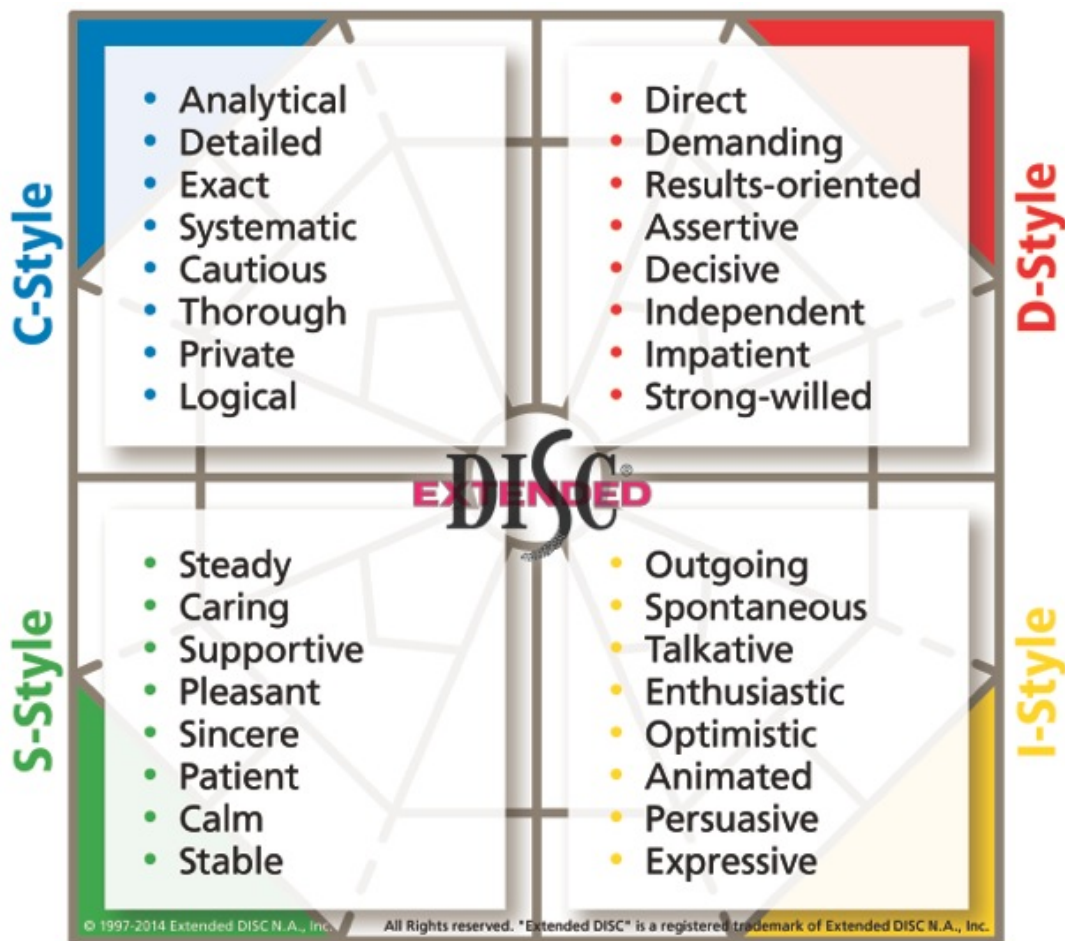 C-Style
• Analytical
• Detailed
• Exact
• Systematic
• Cautious
• Thorough
• Private
• Logical
D-Style
• Direct
• Demanding
• Results-oriented
• Assertive
• Decisive
• Independent
• Impatient
• Strong-willed
DISC®
EXTENDED
S-Style
• Steady
• Caring
• Supportive
• Pleasant
• Sincere
• Patient
• Calm
• Stable
I-Style
• Outgoing
• Spontaneous
• Talkative
• Enthusiastic
• Optimistic
• Animated
• Persuasive
• Expressive
© 1997-2014 Extended DISC N.A., Inc. All Rights reserved. "Extended DISC" is a registered trademark of Extended DISC N.A., Inc.